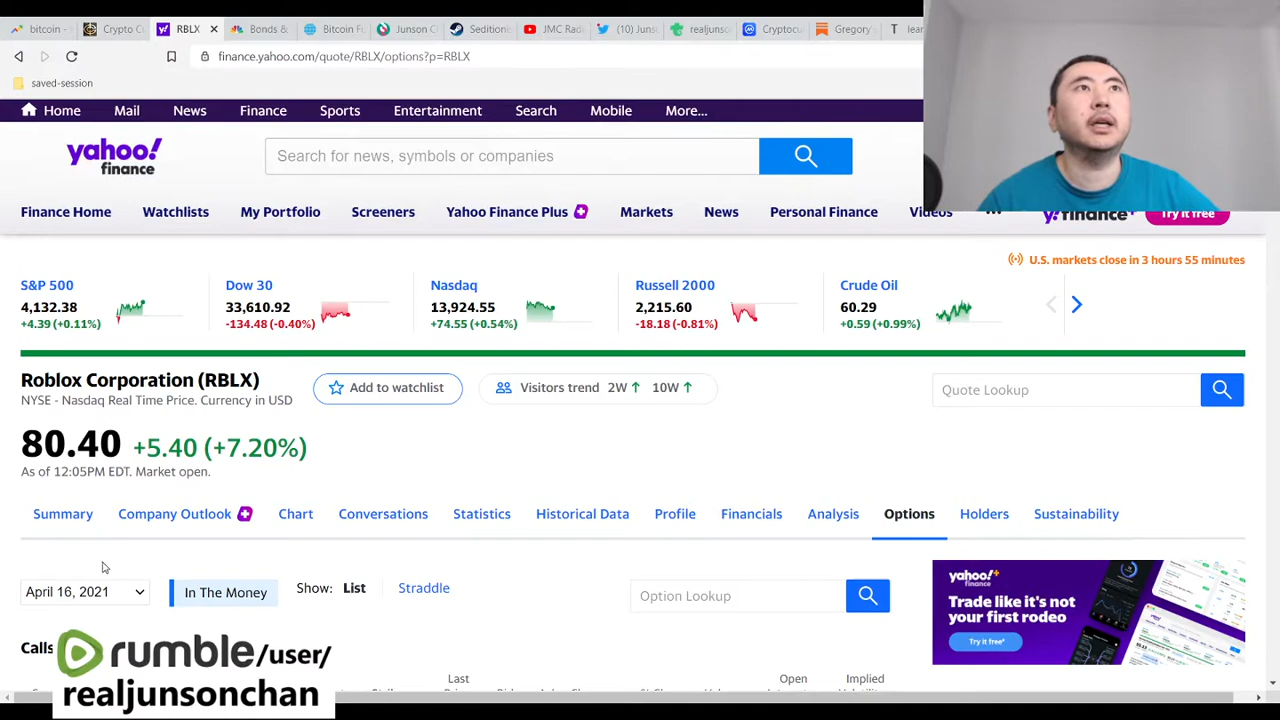 bitcoin -
Crypto C
RBLX
Bonds &
Bitcoin F
Junson C
Sedition
JMC Rad
(10) Juns
realjunso
Cryptocu
Gregory's
lear
finance.yahoo.com/quote/RBLX/options?p=RBLX
saved-session
Home Mail News Finance Sports Entertainment Search Mobile More...
yahoo!
finance
Search for news, symbols or companies
Finance Home Watchlists My Portfolio Screeners Yahoo Finance Plus Markets News Personal Finance Videos ...
y!finance+
Try it free
U.S. markets close in 3 hours 55 minutes
S&P 500
4,132.38
+4.39 (+0.11%)
Dow 30
33,610.92
-134.48 (-0.40%)
Nasdaq
13,924.55
+74.55 (+0.54%)
Russell 2000
2,215.60
-18.18 (-0.81%)
Crude Oil
60.29
+0.59 (+0.99%)
Roblox Corporation (RBLX)
NYSE - Nasdaq Real Time Price. Currency in USD
Add to watchlist
Visitors trend 2W↑ 10W↑
Quote Lookup
80.40 +5.40 (+7.20%)
As of 12:05PM EDT. Market open.
Summary Company Outlook Chart Conversations Statistics Historical Data Profile Financials Analysis Options Holders Sustainability
April 16, 2021
In The Money
Show: List Straddle
Option Lookup
yahoo!
finance+
Trade like it's not
your first rodeo
Try it free*
Calls
rumble/user/
realjunsonchan
Last
Open
Implied